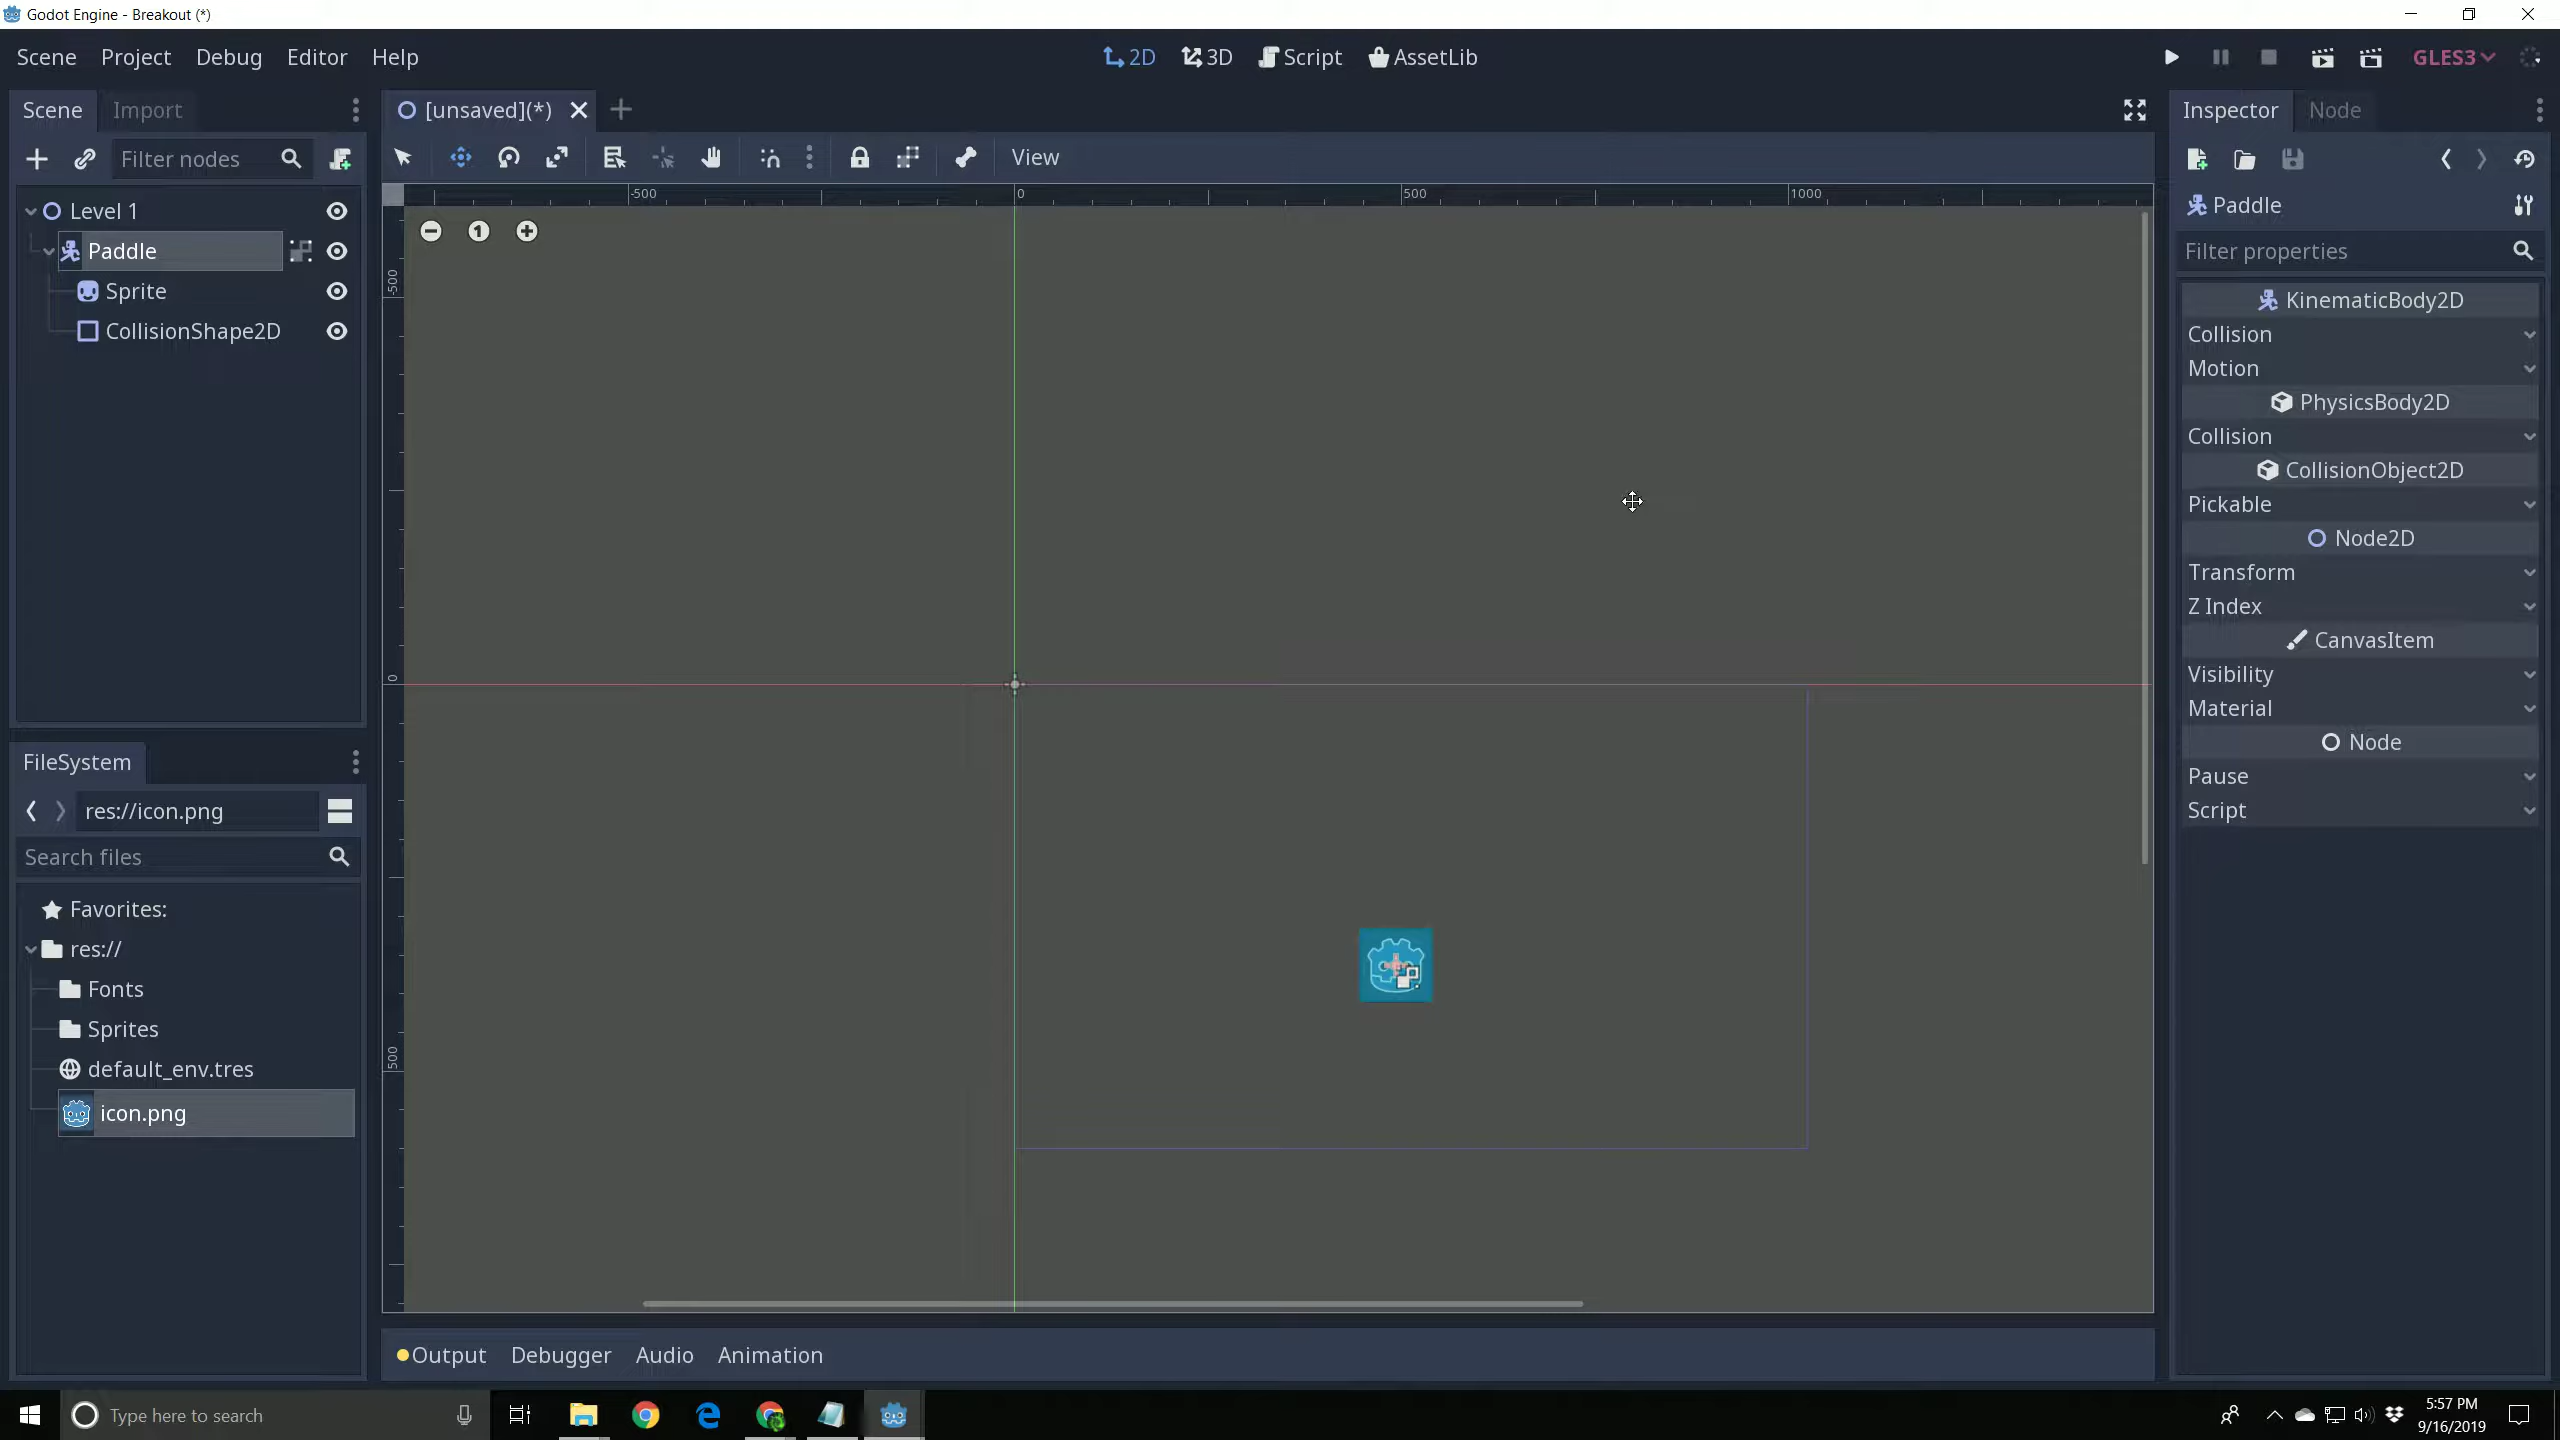 Godot Engine - Breakout (*)
Scene Project Debug Editor Help
2D 3D Script AssetLib
GLES3
Scene Import
[unsaved](*)
Inspector Node
Filter nodes
View
Level 1
Paddle
Sprite
CollisionShape2D
-500 0 500 1000
-500
0
500
1
Paddle
Filter properties
KinematicBody2D
Collision
Motion
PhysicsBody2D
Collision
CollisionObject2D
Pickable
Node2D
Transform
Z Index
CanvasItem
Visibility
Material
Node
Pause
Script
FileSystem
res://icon.png
Search files
Favorites:
res://
Fonts
Sprites
default_env.tres
icon.png
Output Debugger Audio Animation
Type here to search
5:57 PM
9/16/2019